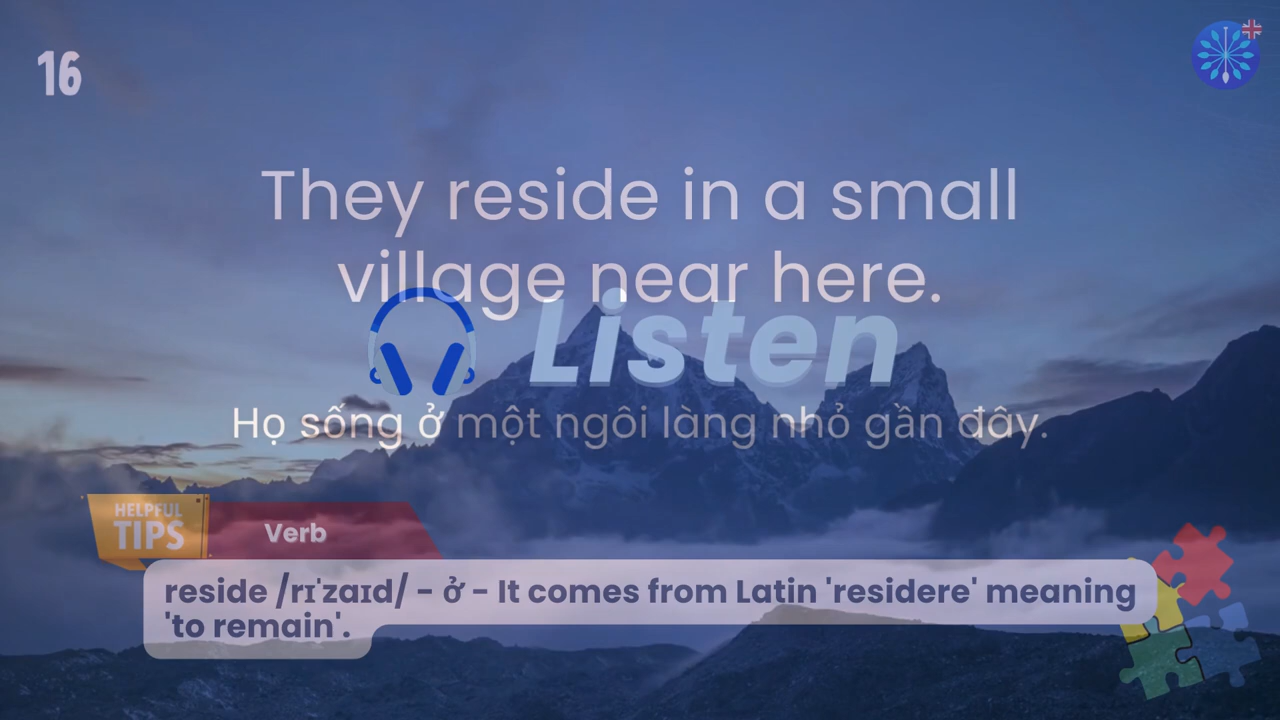 16
They reside in a small
village near here.
Listen
Họ sống ở một ngôi làng nhỏ gần đây.
HELPFUL
TIPS
Verb
reside /rɪˈzaɪd/ - ở - It comes from Latin 'residere' meaning
'to remain'.